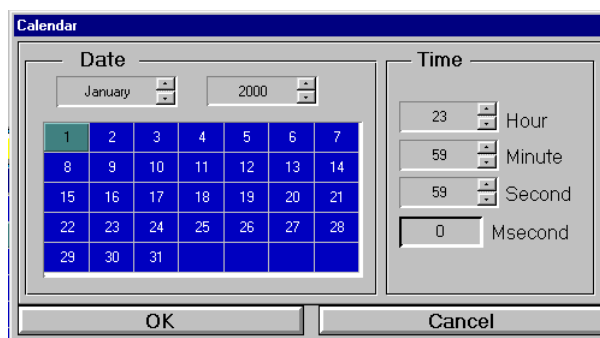 Calendar
Date
January 2000
1 2 3 4 5 6 7
8 9 10 11 12 13 14
15 16 17 18 19 20 21
22 23 24 25 26 27 28
29 30 31
Time
23 Hour
59 Minute
59 Second
0 Msecond
OK Cancel